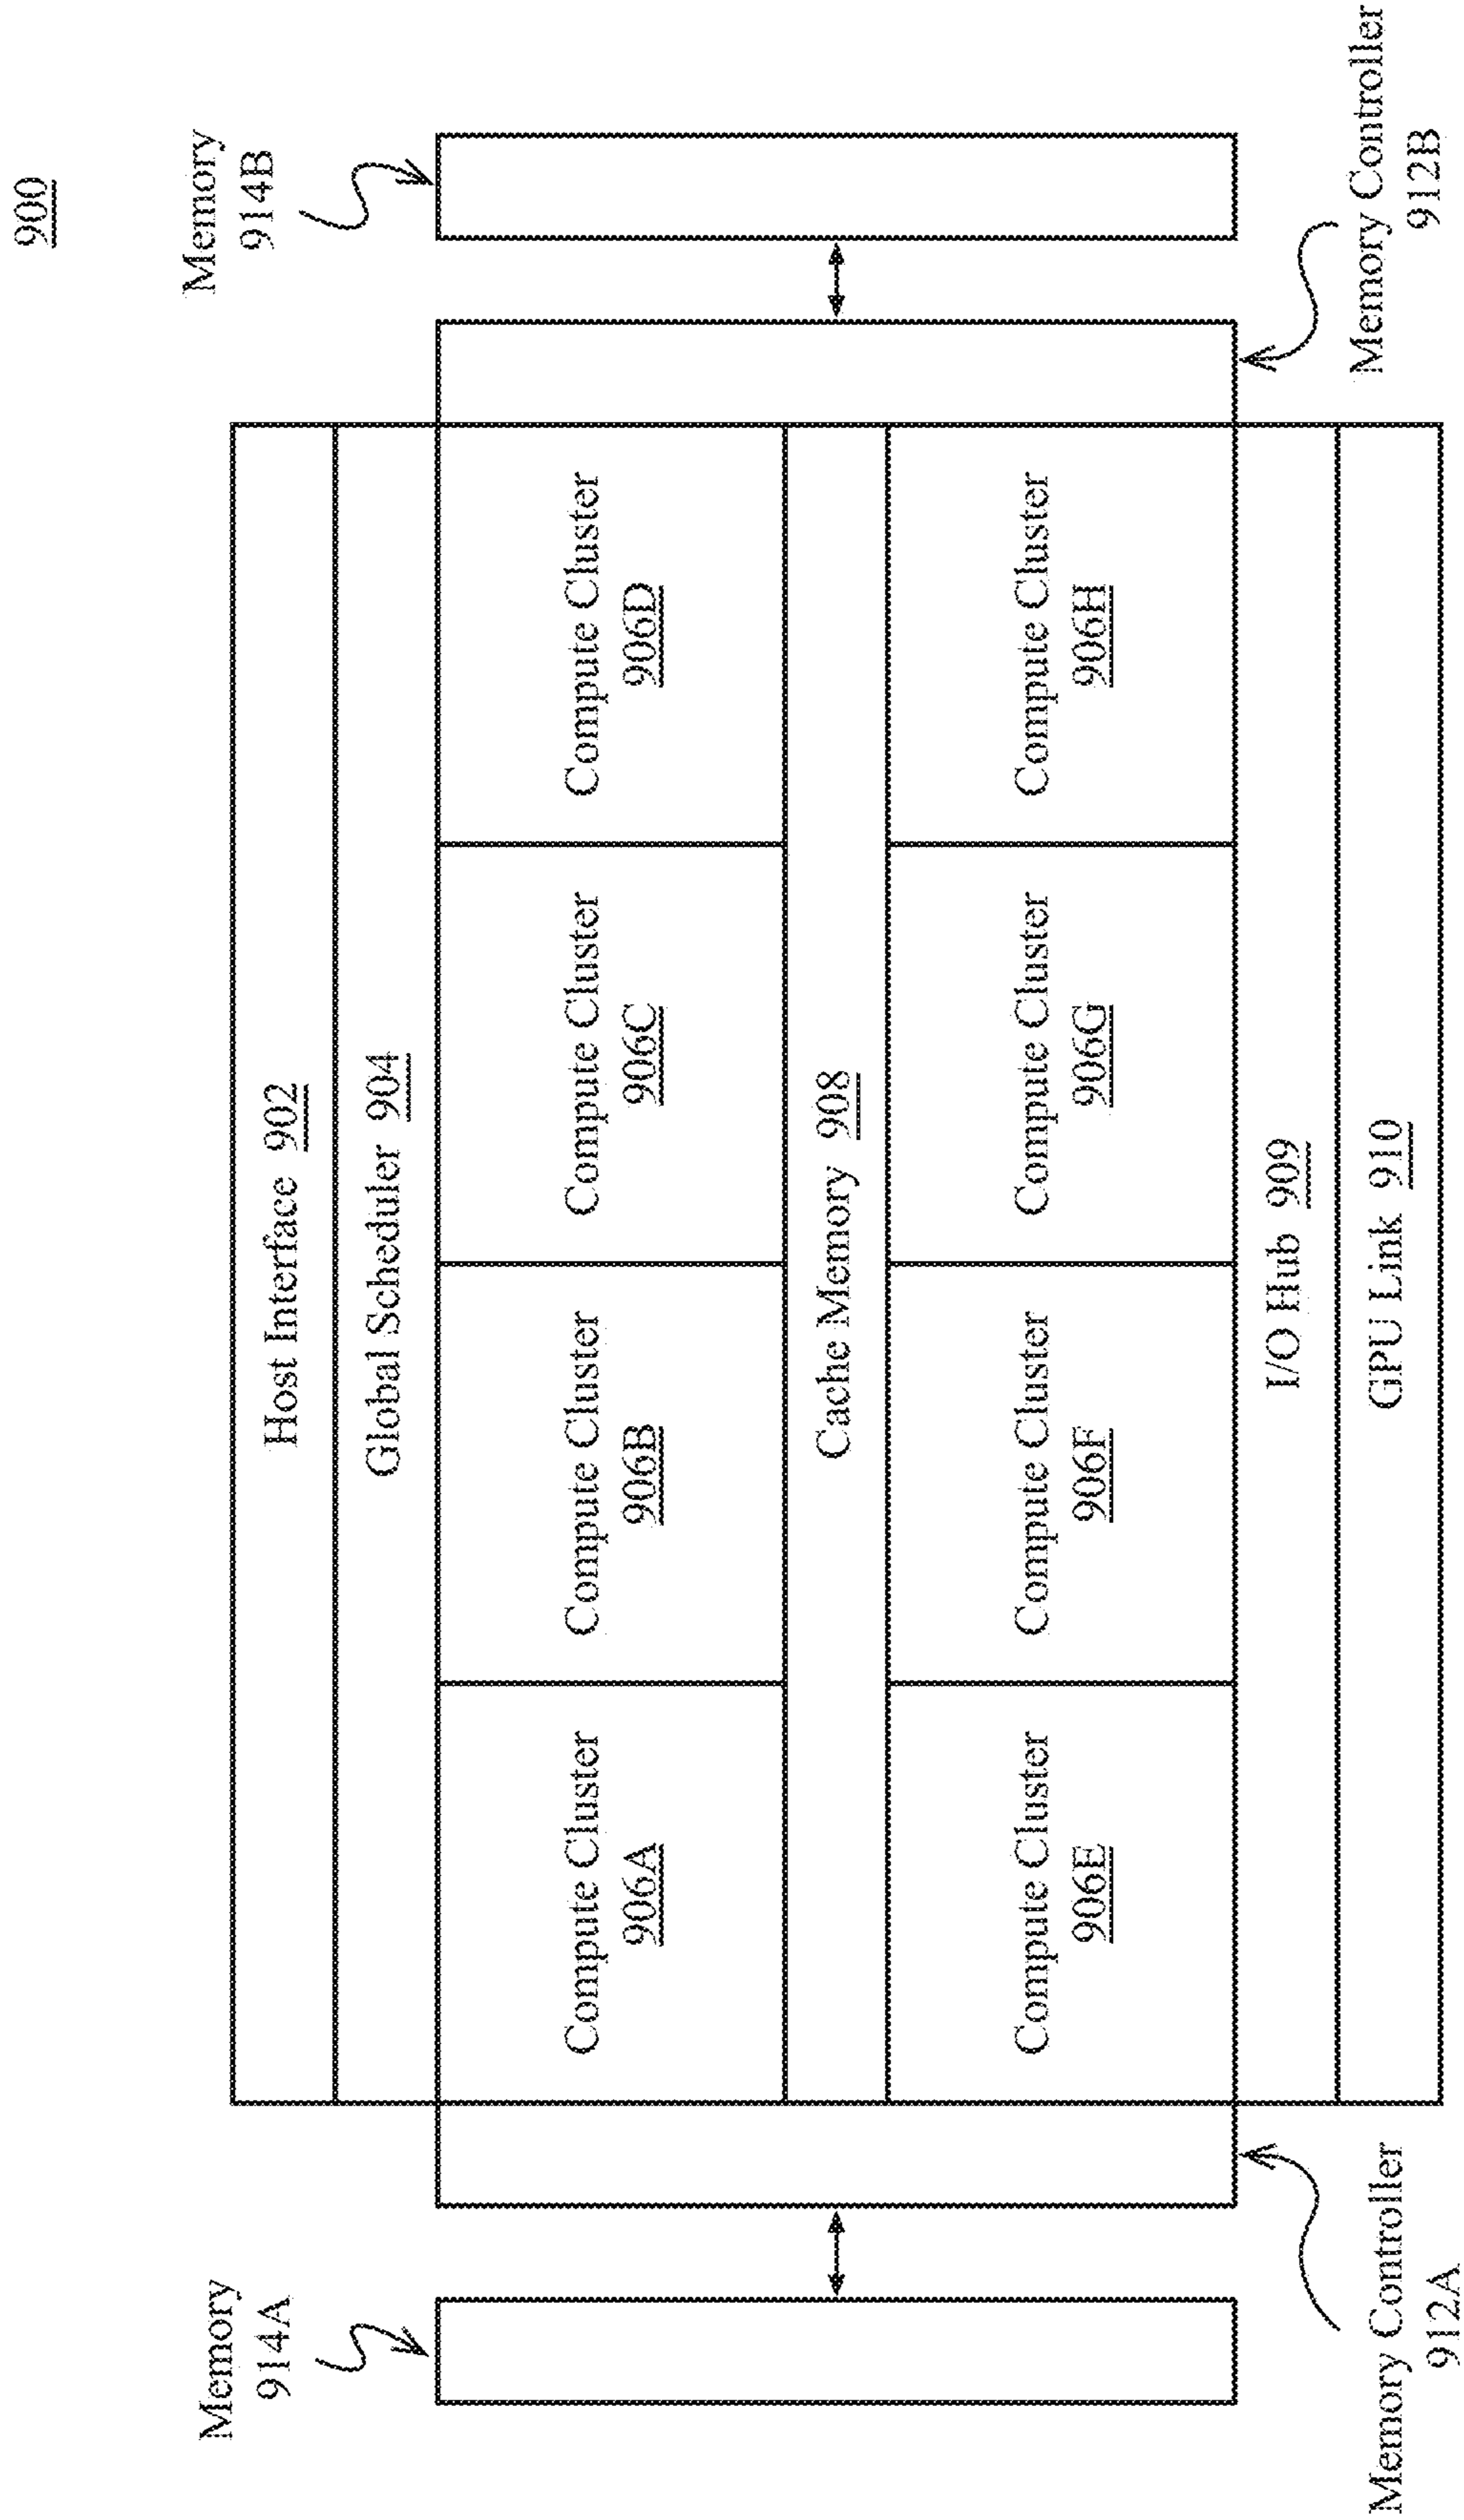 900
Memory
914A
Memory
914B
Host Interface 902
Global Scheduler 904
Compute Cluster
906A
Compute Cluster
906B
Compute Cluster
906C
Compute Cluster
906D
Cache Memory 908
Compute Cluster
906E
Compute Cluster
906F
Compute Cluster
906G
Compute Cluster
906H
I/O Hub 909
GPU Link 910
Memory Controller
912A
Memory Controller
912B